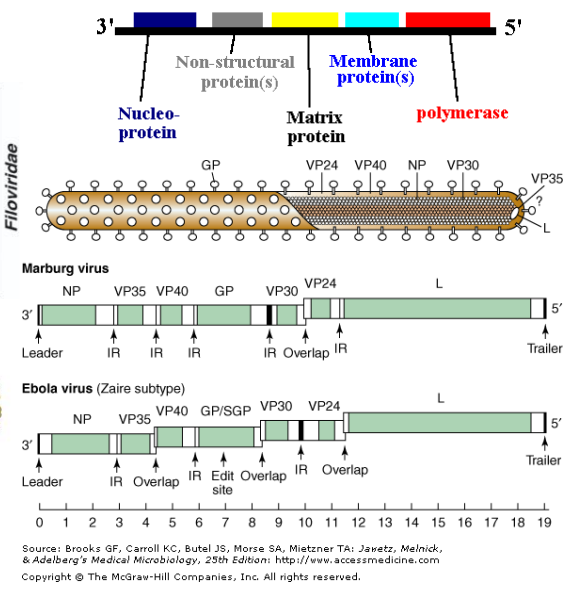 3' 5'
Non-structural
protein(s)
Membrane
protein(s)
Nucleo-
protein
Matrix
protein
polymerase
Filoviridae
GP VP24 VP40 NP VP30 VP35
?
L
Marburg virus
NP VP35 VP40 GP VP30 VP24 L
3′ 5′
Leader IR IR IR IR Overlap IR Trailer
Ebola virus (Zaire subtype)
NP VP35 VP40 GP/SGP VP30 VP24 L
3′ 5′
Leader IR Overlap IR Edit Overlap IR Overlap Trailer
site
0 1 2 3 4 5 6 7 8 9 10 11 12 13 14 15 16 17 18 19
Source: Brooks GF, Carroll KC, Butel JS, Morse SA, Mietzner TA: Jawetz, Melnick,
& Adelberg's Medical Microbiology, 25th Edition: http://www.accessmedicine.com
Copyright © The McGraw-Hill Companies, Inc. All rights reserved.